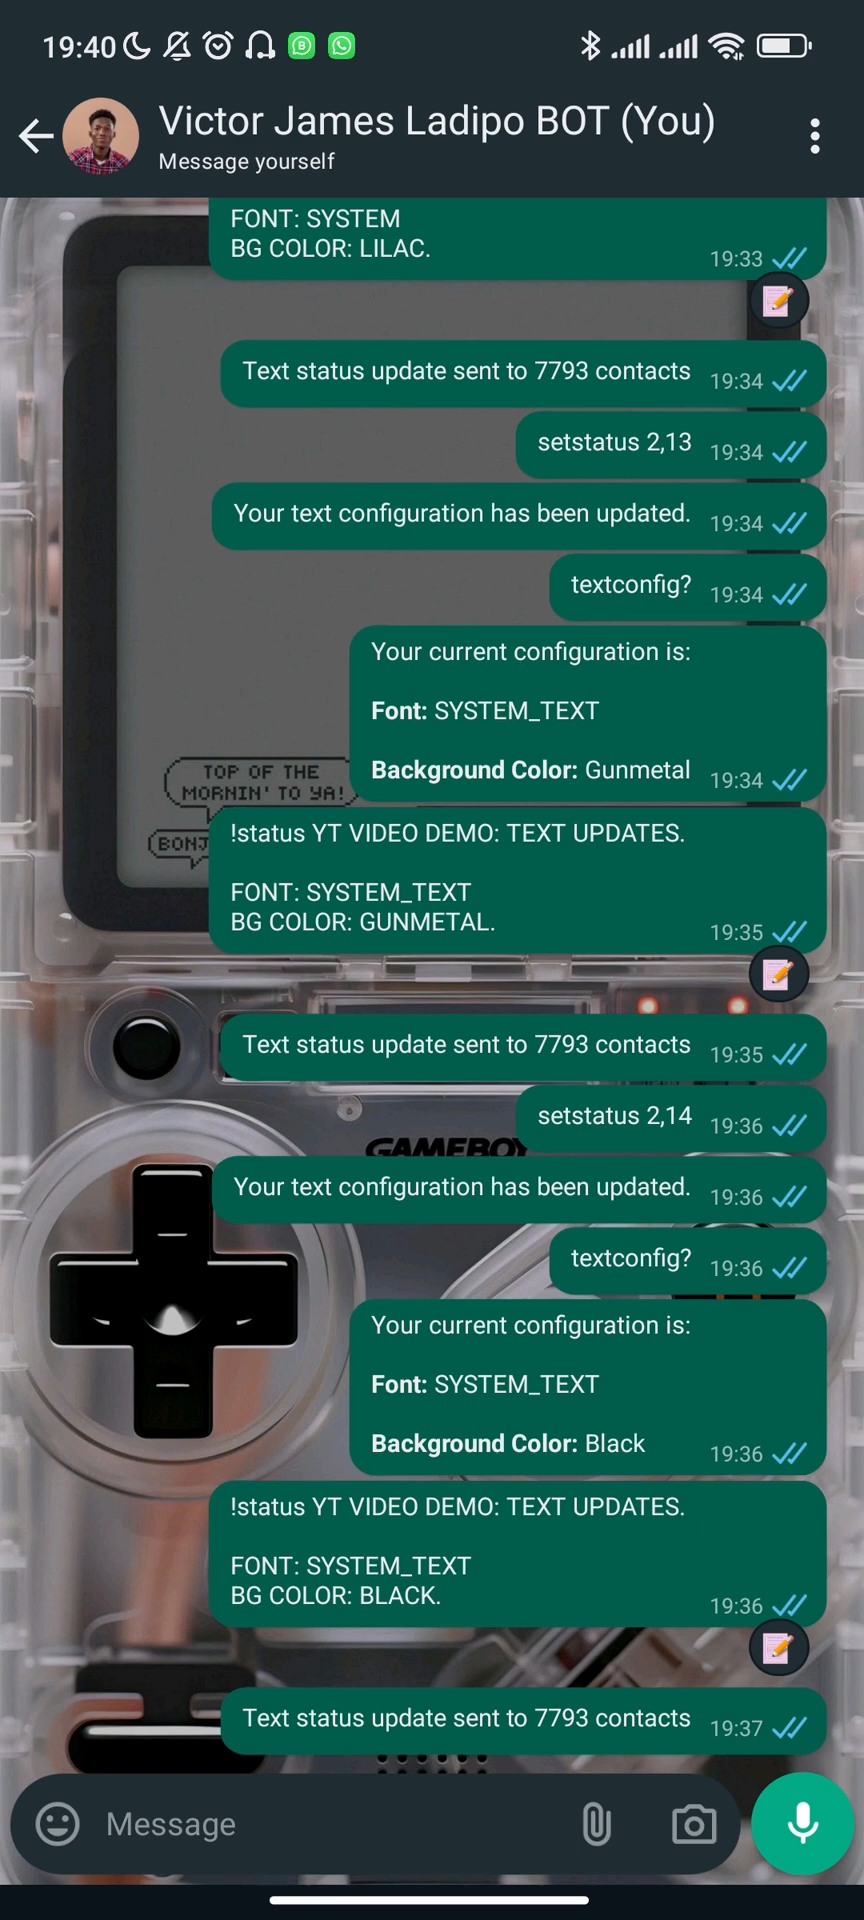 19:40
Victor James Ladipo BOT (You)
Message yourself
FONT: SYSTEM
BG COLOR: LILAC.
19:33
Text status update sent to 7793 contacts 19:34
setstatus 2,13 19:34
Your text configuration has been updated. 19:34
textconfig? 19:34
Your current configuration is:
Font: SYSTEM_TEXT
Background Color: Gunmetal 19:34
TOP OF THE
MORNIN' TO YA!
!status YT VIDEO DEMO: TEXT UPDATES.
FONT: SYSTEM_TEXT
BG COLOR: GUNMETAL.
19:35
Text status update sent to 7793 contacts 19:35
setstatus 2,14 19:36
GAMEBOY
Your text configuration has been updated. 19:36
textconfig? 19:36
Your current configuration is:
Font: SYSTEM_TEXT
Background Color: Black 19:36
!status YT VIDEO DEMO: TEXT UPDATES.
FONT: SYSTEM_TEXT
BG COLOR: BLACK.
19:36
Text status update sent to 7793 contacts 19:37
Message